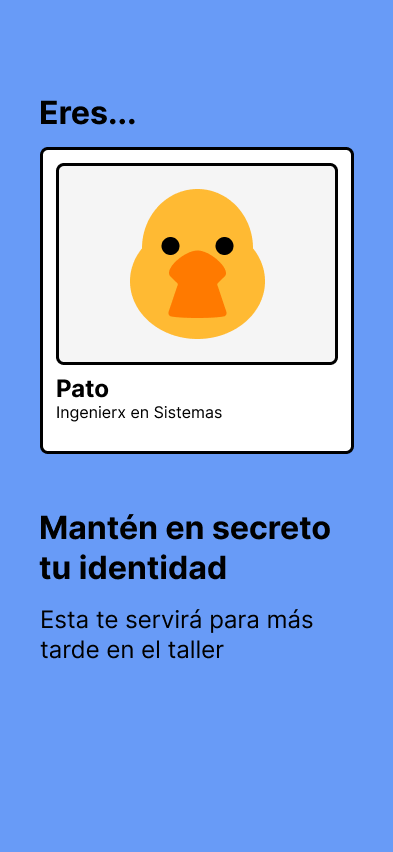 Eres...
Pato
Ingenierx en Sistemas
Mantén en secreto
tu identidad
Esta te servirá para más
tarde en el taller